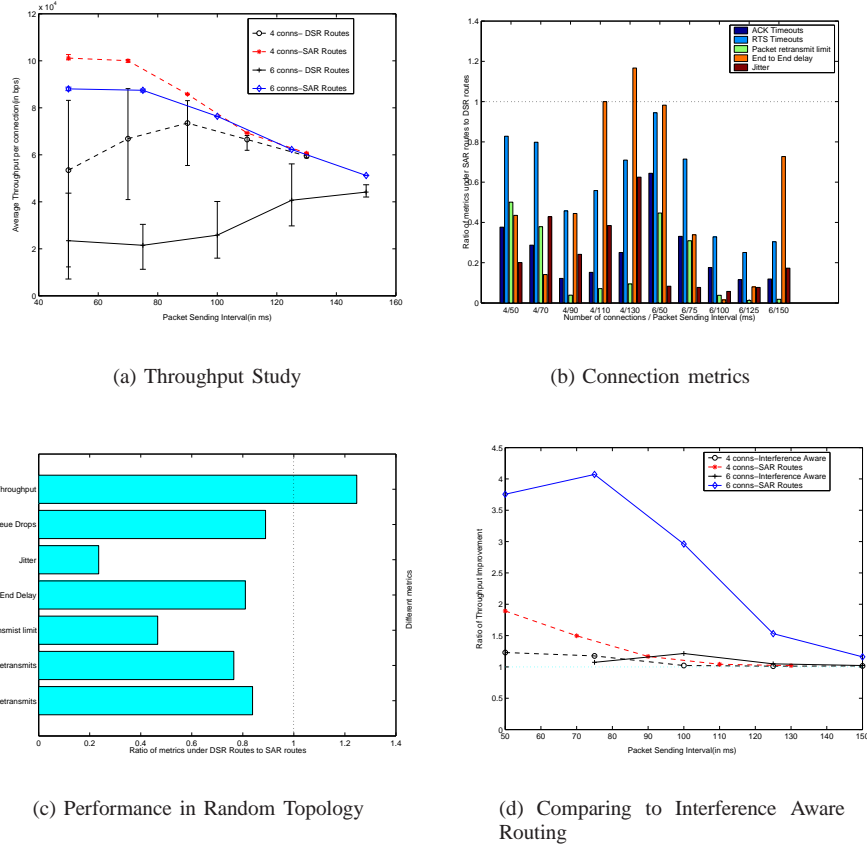 12 x 10^4
10
8
6
4
2
0
40 60 80 100 120 140 160
Packet Sending Interval(in ms)
Average Throughput per connection(in bps)
4 conns- DSR Routes
4 conns-SAR Routes
6 conns- DSR Routes
6 conns-SAR Routes
(a) Throughput Study
ACK Timeouts
RTS Timeouts
Packet retransmit limit
End to End delay
Jitter
1.4
1.2
1
0.8
0.6
0.4
0.2
0
Ratio of metrics under SAR routes to DSR routes
4/50 4/70 4/90 4/110 4/130 6/50 6/75 6/100 6/125 6/150
Number of connections / Packet Sending Interval (ms)
(b) Connection metrics
Throughput
eue Drops
Jitter
End Delay
nsmist limit
etransmits
etransmits
0 0.2 0.4 0.6 0.8 1 1.2 1.4
Ratio of metrics under DSR Routes to SAR routes
Different metrics
(c) Performance in Random Topology
4.5
4
3.5
3
2.5
2
1.5
1
0.5
0
Ratio of Throughput Improvement
4 conns-Interference Aware
4 conns-SAR Routes
6 conns-Interference Aware
6 conns-SAR Routes
50 60 70 80 90 100 110 120 130 140 150
Packet Sending Interval(in ms)
(d) Comparing to Interference Aware
Routing